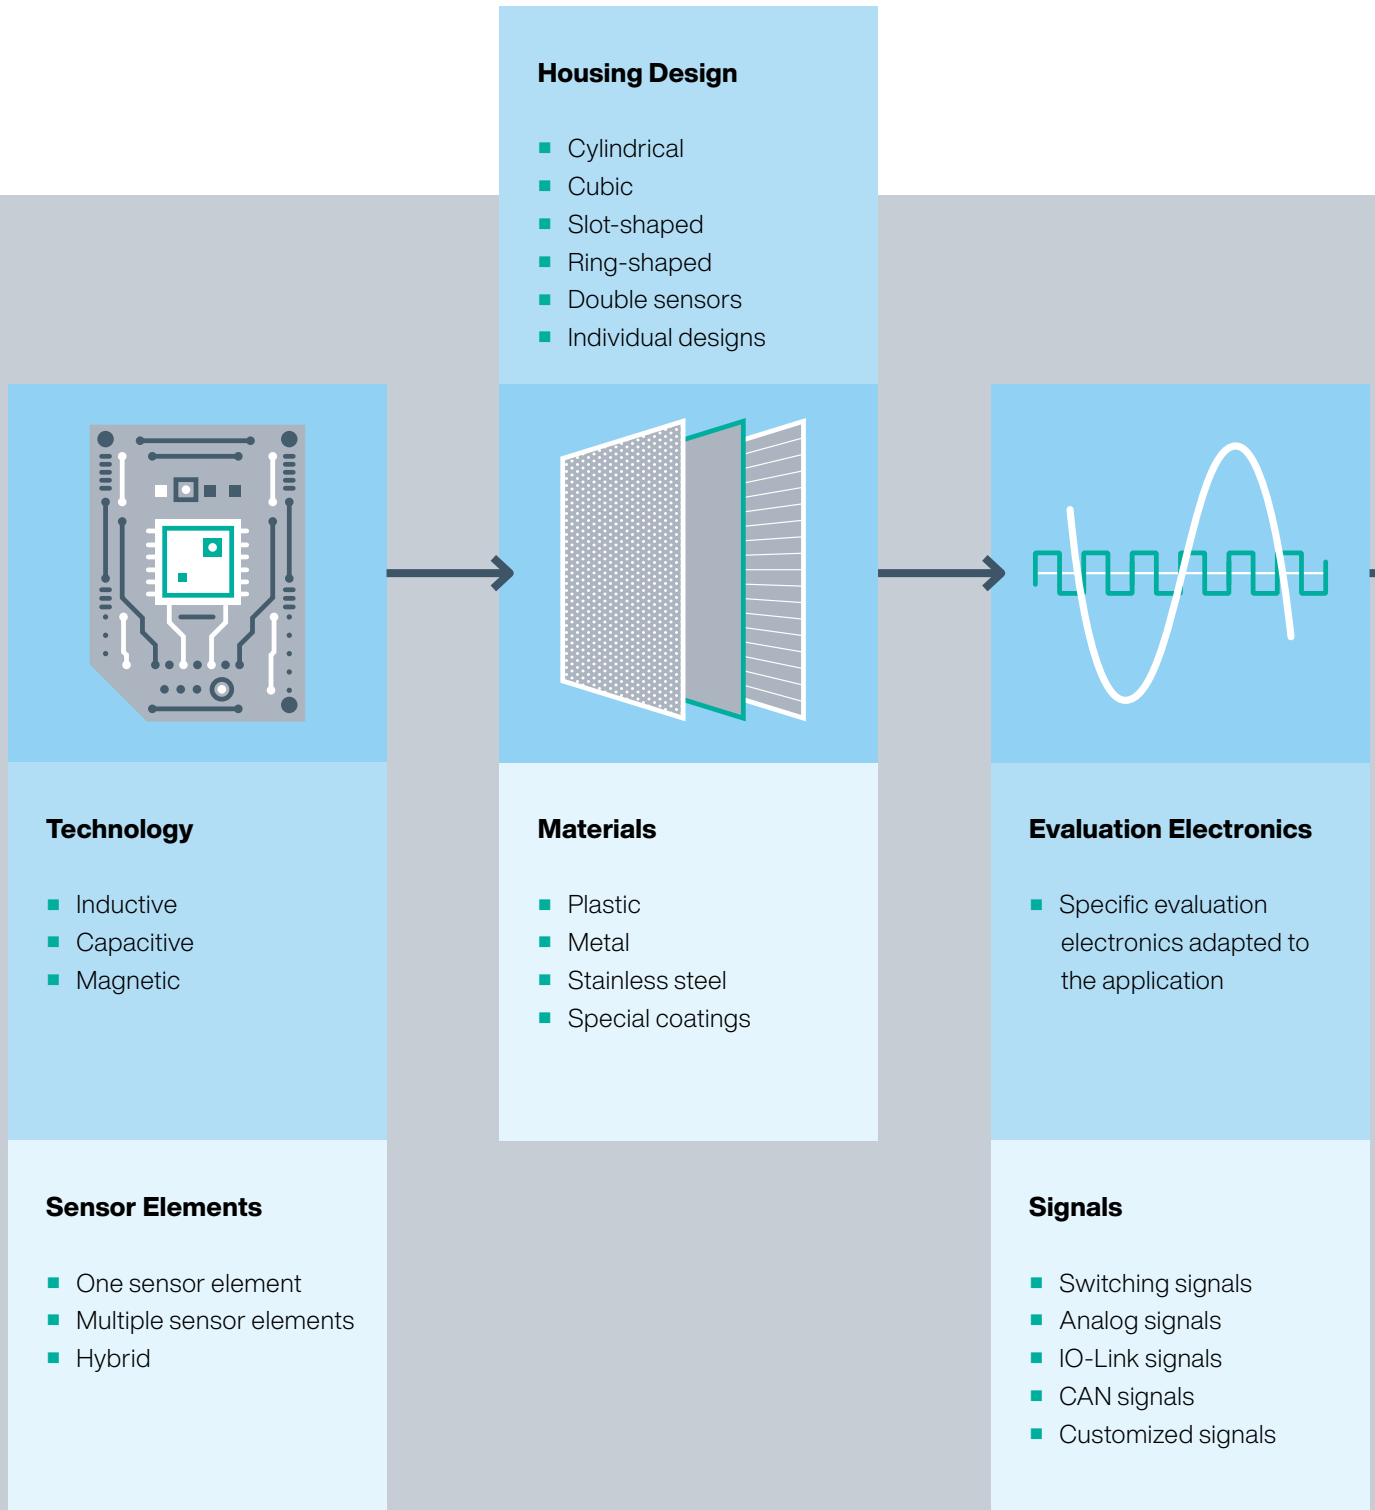 Housing Design
Cylindrical
Cubic
Slot-shaped
Ring-shaped
Double sensors
Individual designs
Technology
Inductive
Capacitive
Magnetic
Sensor Elements
One sensor element
Multiple sensor elements
Hybrid
Materials
Plastic
Metal
Stainless steel
Special coatings
Evaluation Electronics
Specific evaluation
electronics adapted to
the application
Signals
Switching signals
Analog signals
IO-Link signals
CAN signals
Customized signals